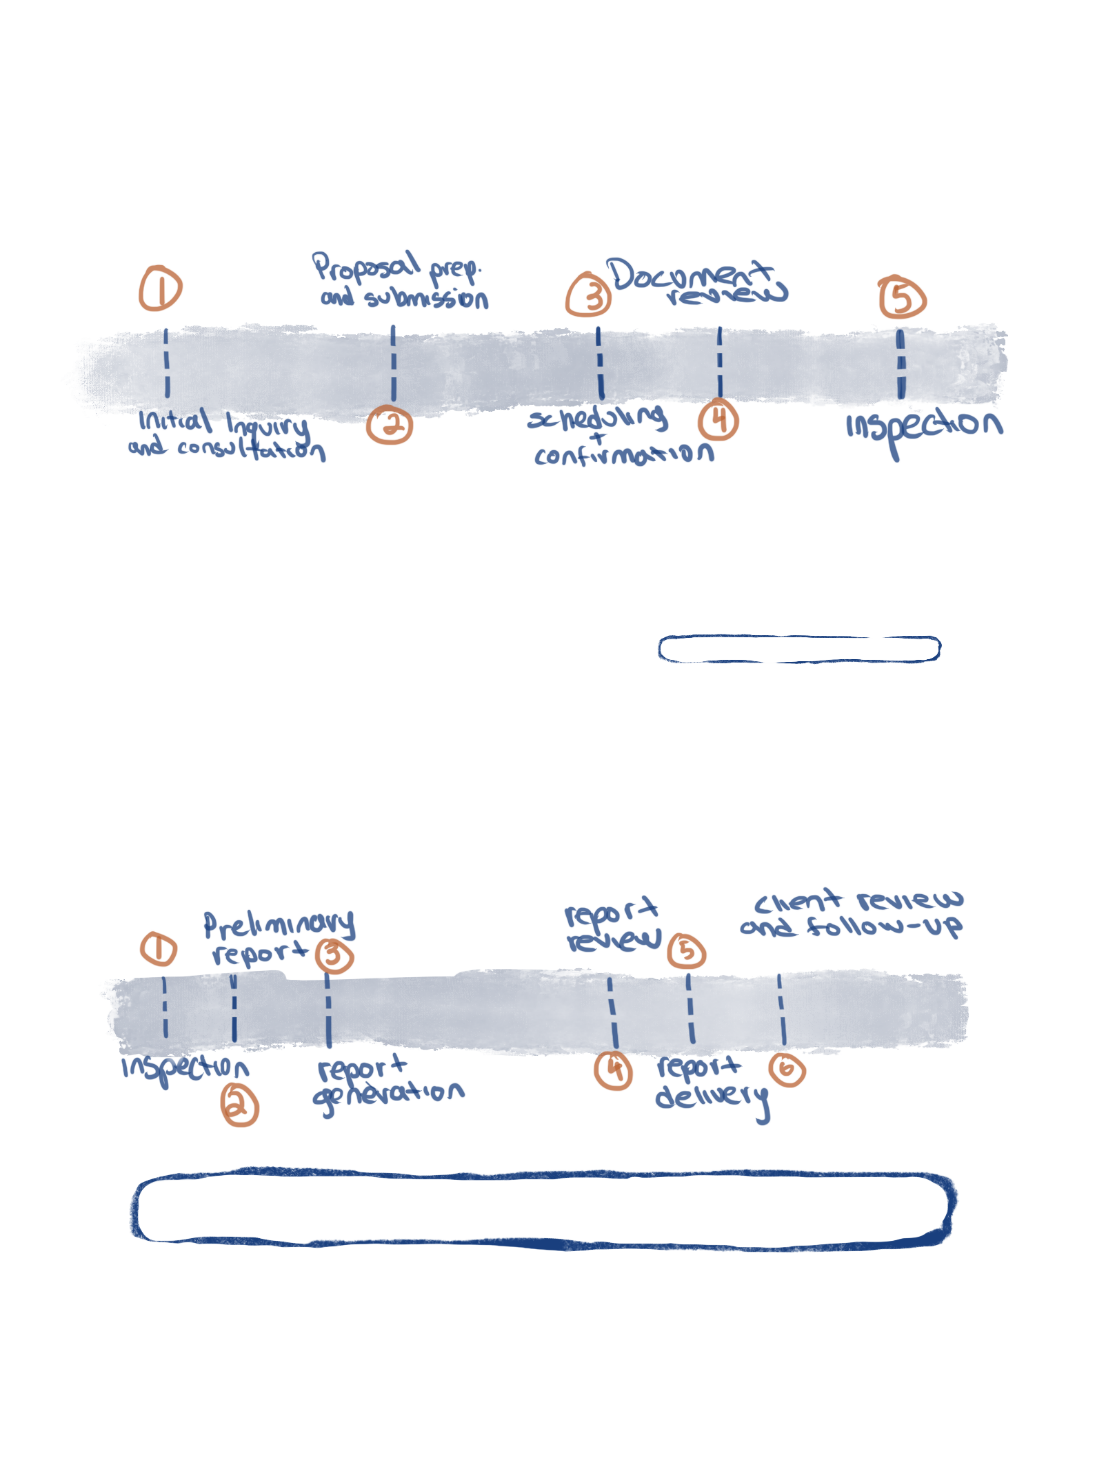 1
Proposal prep.
and submission
3
Document
review
5
Initial Inquiry
and consultation
2
scheduling
+
confirmation
4
inspection
1
Preliminary
report
3
report
review
5
client review
and follow-up
inspection
2
report
generation
4
report
delivery
6